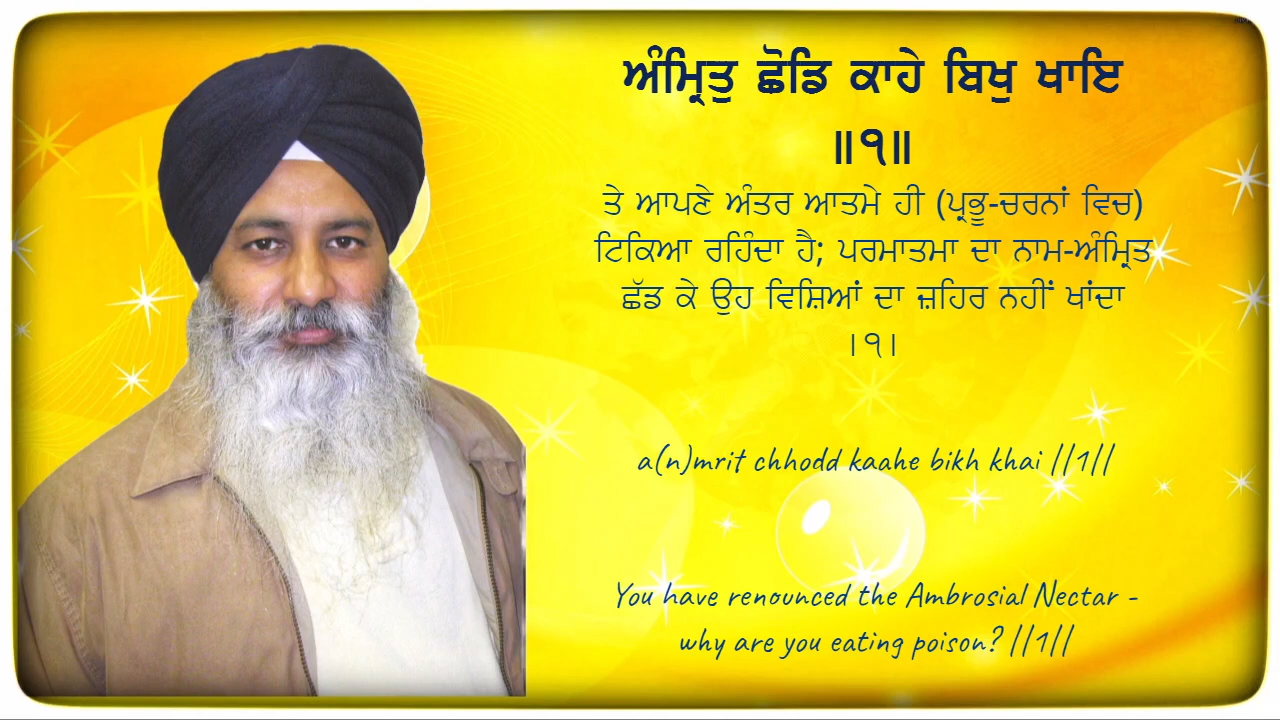 ਅੰਮ੍ਰਿਤੁ ਛੋਡਿ ਕਾਹੇ ਬਿਖੁ ਖਾਇ
॥੧॥
ਤੇ ਆਪਣੇ ਅੰਤਰ ਆਤਮੇ ਹੀ (ਪ੍ਰਭੂ-ਚਰਨਾਂ ਵਿਚ)
ਟਿਕਿਆ ਰਹਿੰਦਾ ਹੈ; ਪਰਮਾਤਮਾ ਦਾ ਨਾਮ-ਅੰਮ੍ਰਿਤ
ਛੱਡ ਕੇ ਉਹ ਵਿਸ਼ਿਆਂ ਦਾ ਜ਼ਹਿਰ ਨਹੀਂ ਖਾਂਦਾ
।੧।
a(n)mrit chhodd kaahe bikh khai ||1||
You have renounced the Ambrosial Nectar -
why are you eating poison? ||1||